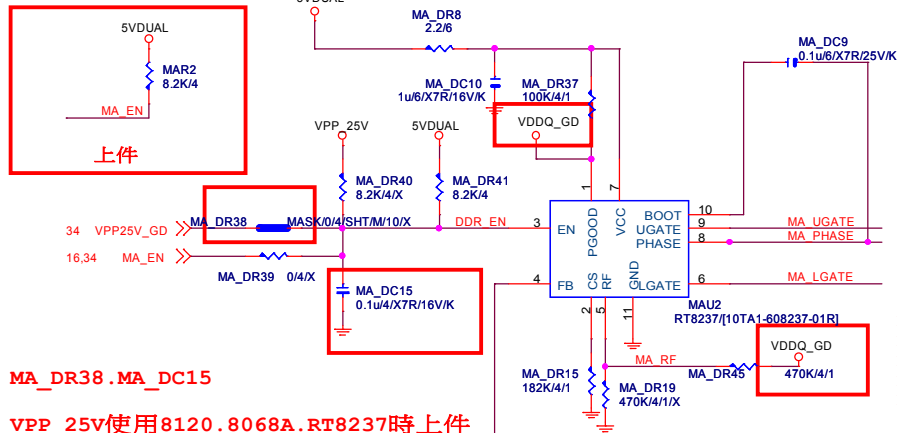 5VDUAL
MAR2
8.2K/4
MA_EN
上件
MA_DR8
2.2/6
MA_DC10
1u/6/X7R/16V/K
MA_DR37
100K/4/1
VDDQ_GD
MA_DC9
0.1u/6/X7R/25V/K
VPP_25V
5VDUAL
MA_DR40
8.2K/4/X
MA_DR41
8.2K/4
MA_DR38
MASK/0/4/SHT/M/10/X
DDR_EN
34 VPP25V_GD
16,34 MA_EN
MA_DR39 0/4/X
MA_DC15
0.1u/4/X7R/16V/K
1
7
PGOOD
VCC
3
EN
4
FB
BOOT
10
UGATE
9
PHASE
8
LGATE
6
CS
RF
GND
2
5
11
MA_UGATE
MA_PHASE
MA_LGATE
MAU2
RT8237/[10TA1-608237-01R]
MA_RF
MA_DR15
182K/4/1
MA_DR19
470K/4/1/X
MA_DR45
VDDQ_GD
470K/4/1
MA_DR38.MA_DC15
VPP 25V使用8120.8068A.RT8237時上件